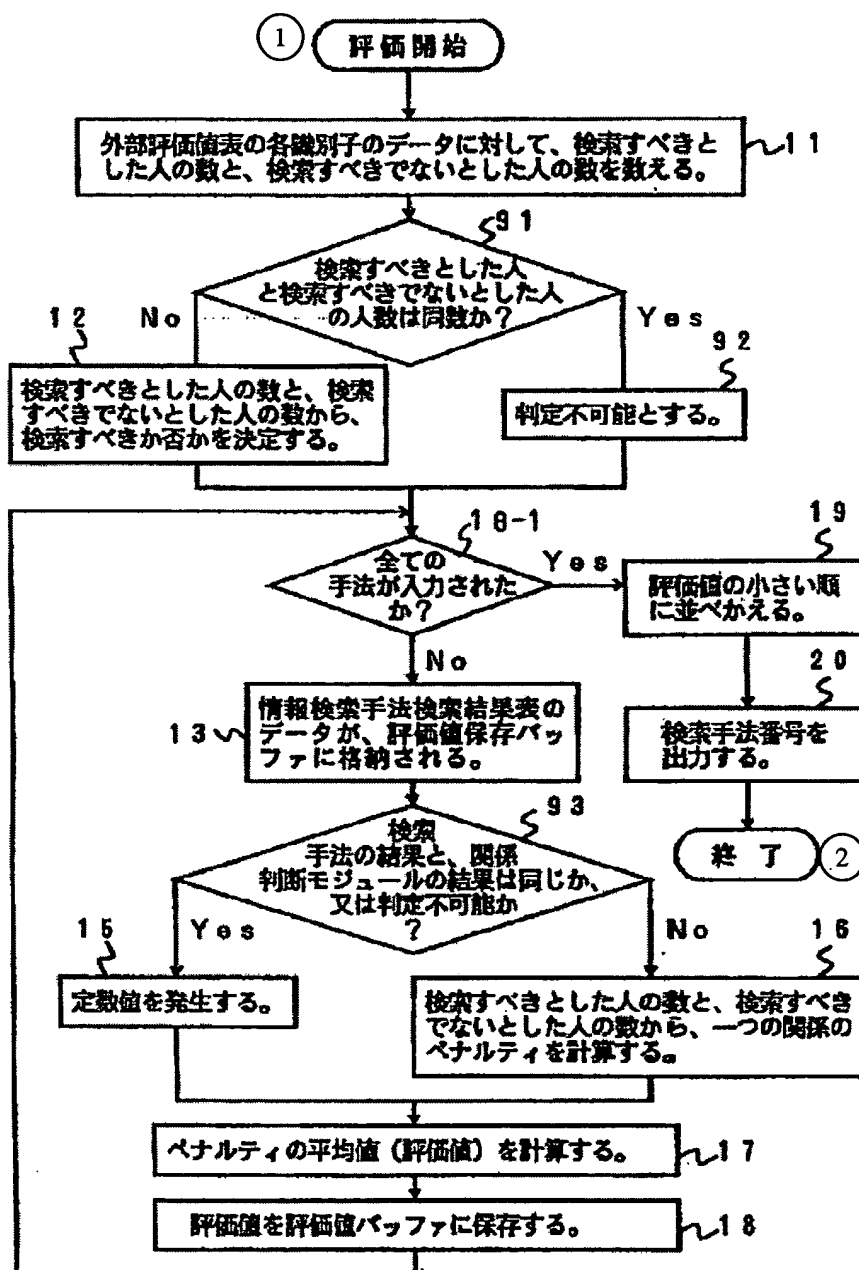 1
評価開始
外部評価値表の各識別子のデータに対して、検索すべきと
した人の数と、検索すべきでないとした人の数を数える。
11
91
検索すべきとした人
と検索すべきでないとした人
の人数は同数か？
No
Yes
12
検索すべきとした人の数と、検索
すべきでないとした人の数から、
検索すべきか否かを決定する。
92
判定不可能とする。
18-1
全ての
手法が入力された
か？
Yes
No
19
評価値の小さい順
に並べかえる。
20
検索手法番号を
出力する。
終了
2
13
情報検索手法検索結果表の
データが、評価値保存バッ
ファに格納される。
93
検索
手法の結果と、関係
判断モジュールの結果は同じか、
又は判定不可能か
？
Yes
No
15
定数値を発生する。
16
検索すべきとした人の数と、検索すべき
でないとした人の数から、一つの関係の
ペナルティを計算する。
ペナルティの平均値（評価値）を計算する。
17
評価値を評価値バッファに保存する。
18